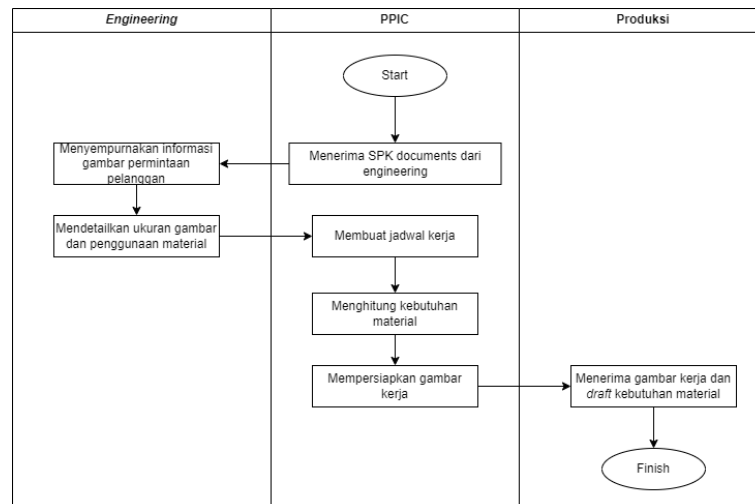 Engineering
PPIC
Produksi
Start
Menerima SPK documents dari
engineering
Menyempurnakan informasi
gambar permintaan
pelanggan
Mendetailkan ukuran gambar
dan penggunaan material
Membuat jadwal kerja
Menghitung kebutuhan
material
Mempersiapkan gambar
kerja
Menerima gambar kerja dan
draft kebutuhan material
Finish